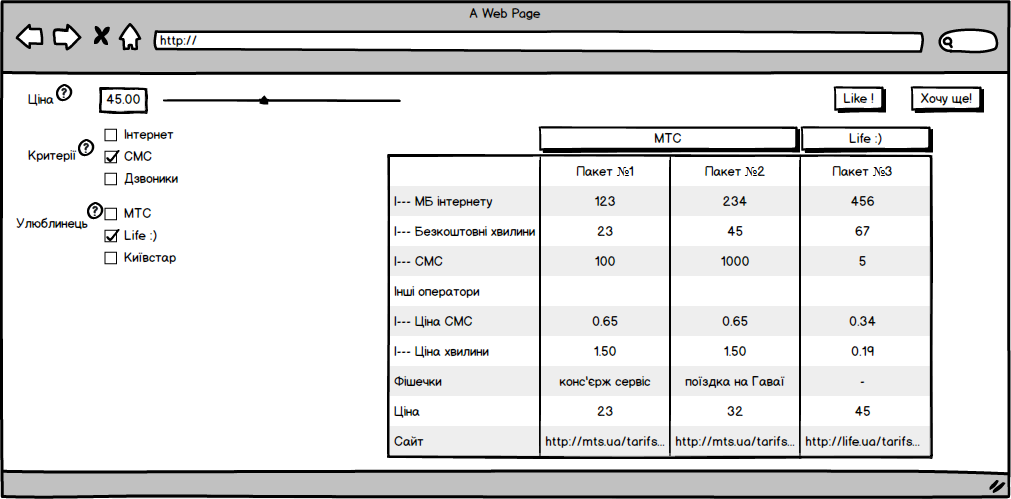 A Web Page
http://
Ціна ? 45.00 Like ! Хочу ще!
Критерії ?
Інтернет
СМС
Дзвоники
Улюблинець ?
МТС
Life :)
Київстар
МТС Life :)
Пакет №1 Пакет №2 Пакет №3
I--- МБ інтернету 123 234 456
I--- Безкоштовні хвилини 23 45 67
I--- СМС 100 1000 5
Інші оператори
I--- Ціна СМС 0.65 0.65 0.34
I--- Ціна хвилини 1.50 1.50 0.19
Фішечки конс'єрж сервіс поїздка на Гаваї -
Ціна 23 32 45
Сайт http://mts.ua/tarifs... http://mts.ua/tarifs... http://life.ua/tarifs...